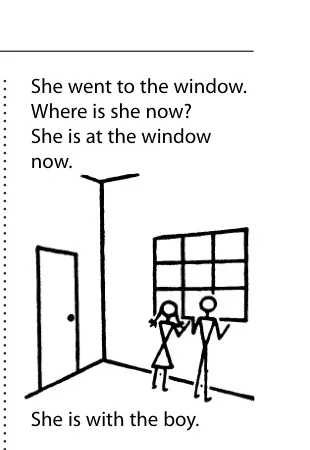 She went to the window.
Where is she now?
She is at the window
now.
She is with the boy.